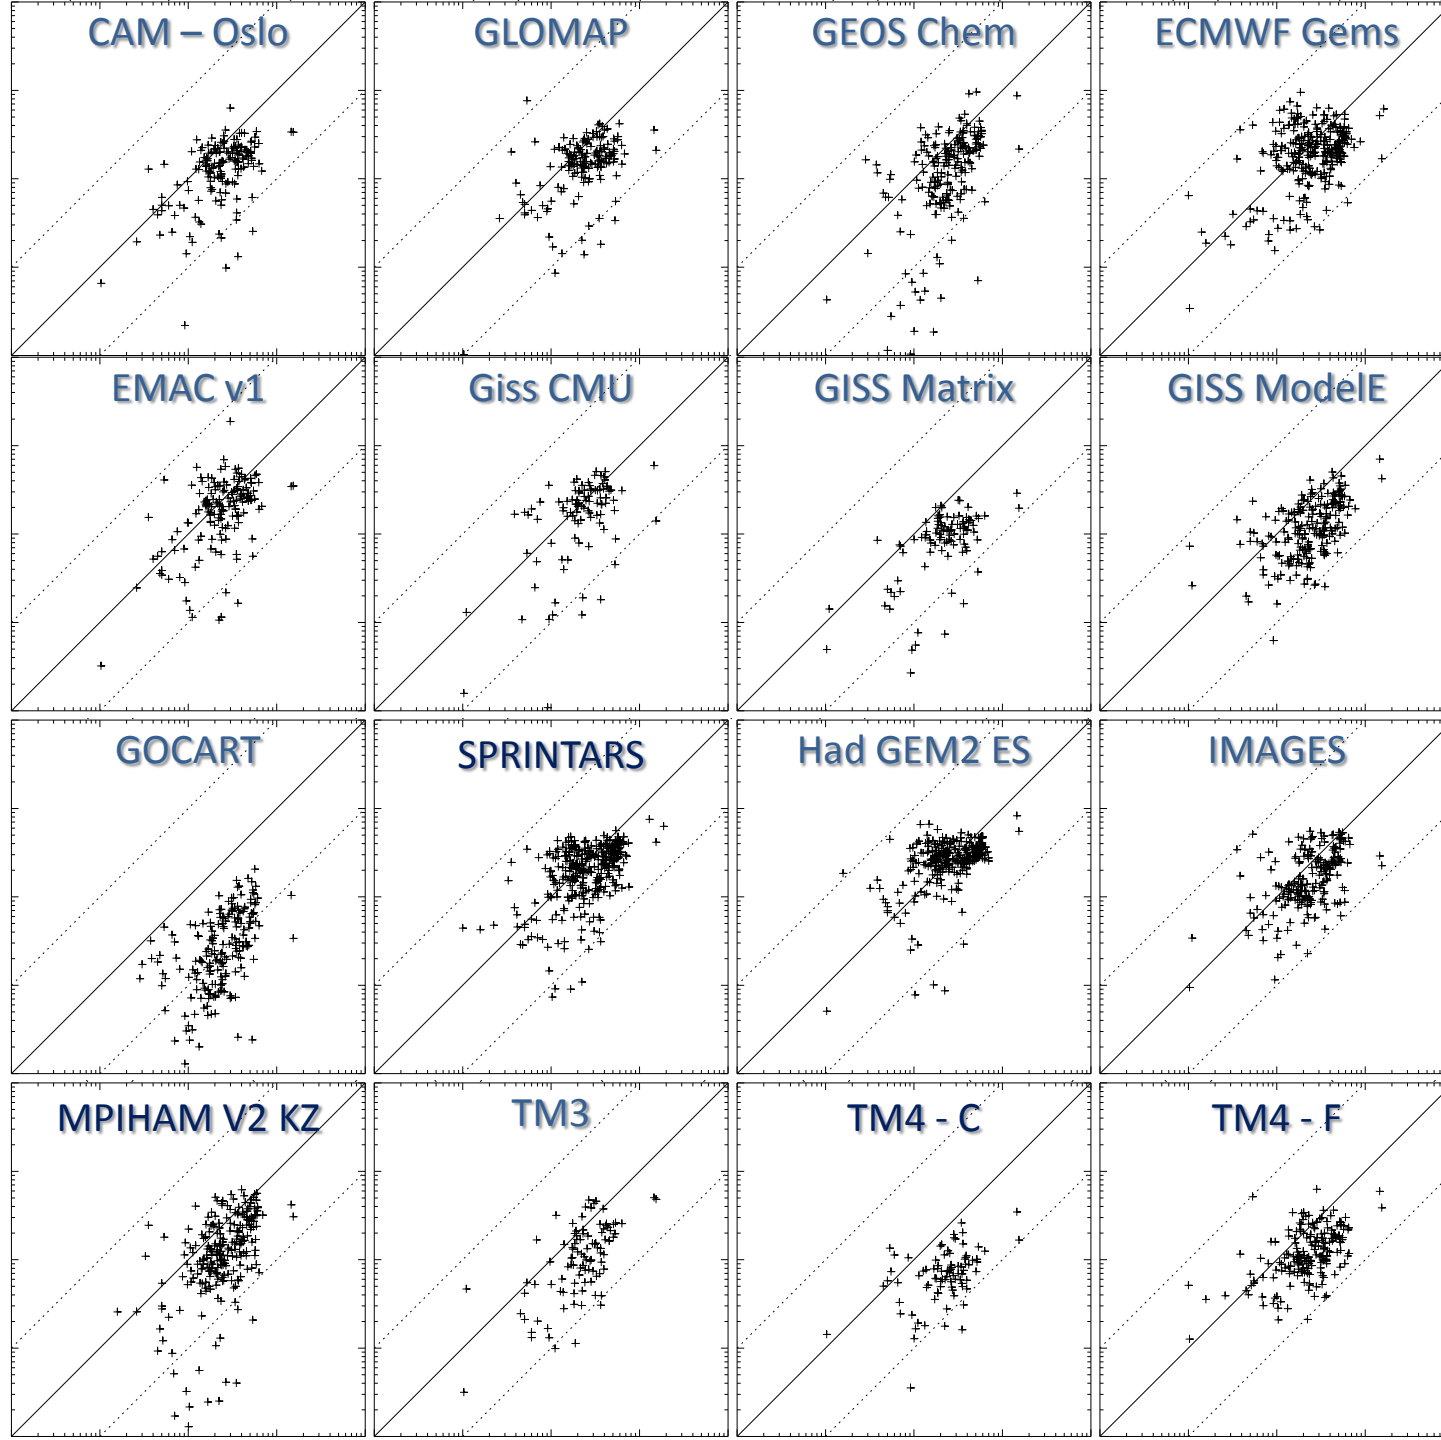 CAM – Oslo
GLOMAP
GEOS Chem
ECMWF Gems
EMAC v1
Giss CMU
GISS Matrix
GISS ModelE
GOCART
SPRINTARS
Had GEM2 ES
IMAGES
MPIHAM V2 KZ
TM3
TM4 - C
TM4 - F